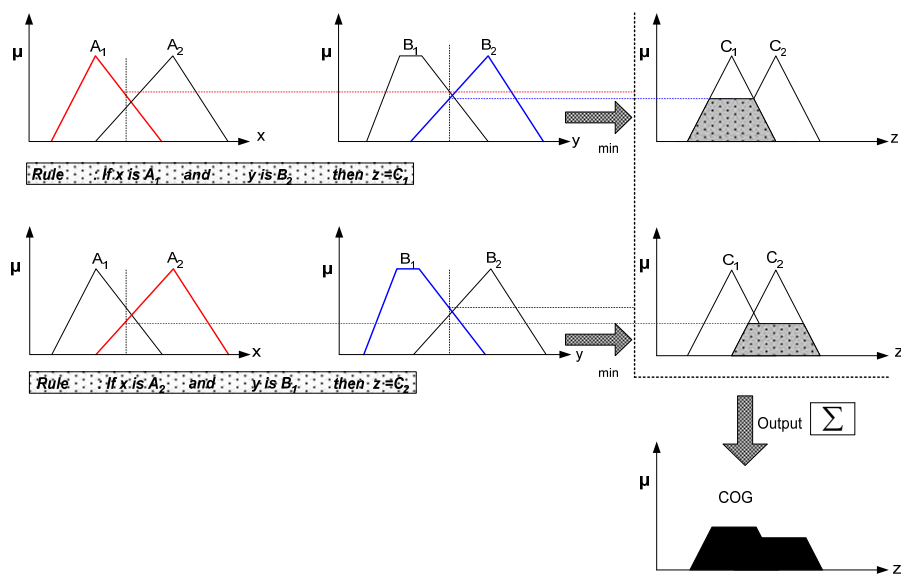 μ A1 A2 x
μ B1 B2 y
min
μ C1 C2 z
Rule : If x is A1 and y is B2 then z =C1
μ A1 A2 x
μ B1 B2 y
min
μ C1 C2 z
Rule : If x is A2 and y is B1 then z =C2
Output ∑
μ
COG
z